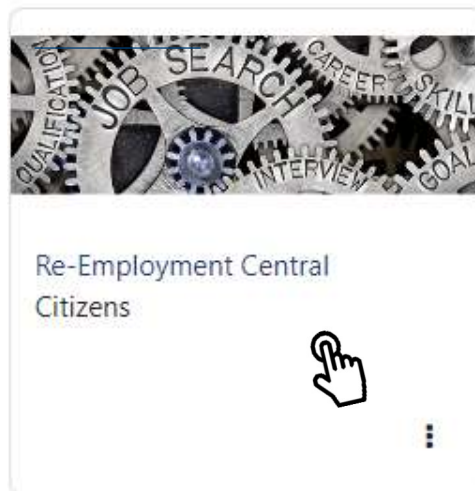 QUALIFICATION
JOB
SEARCH
CAREER
SKILL
INTERVIEW
GOAL
Re-Employment Central
Citizens